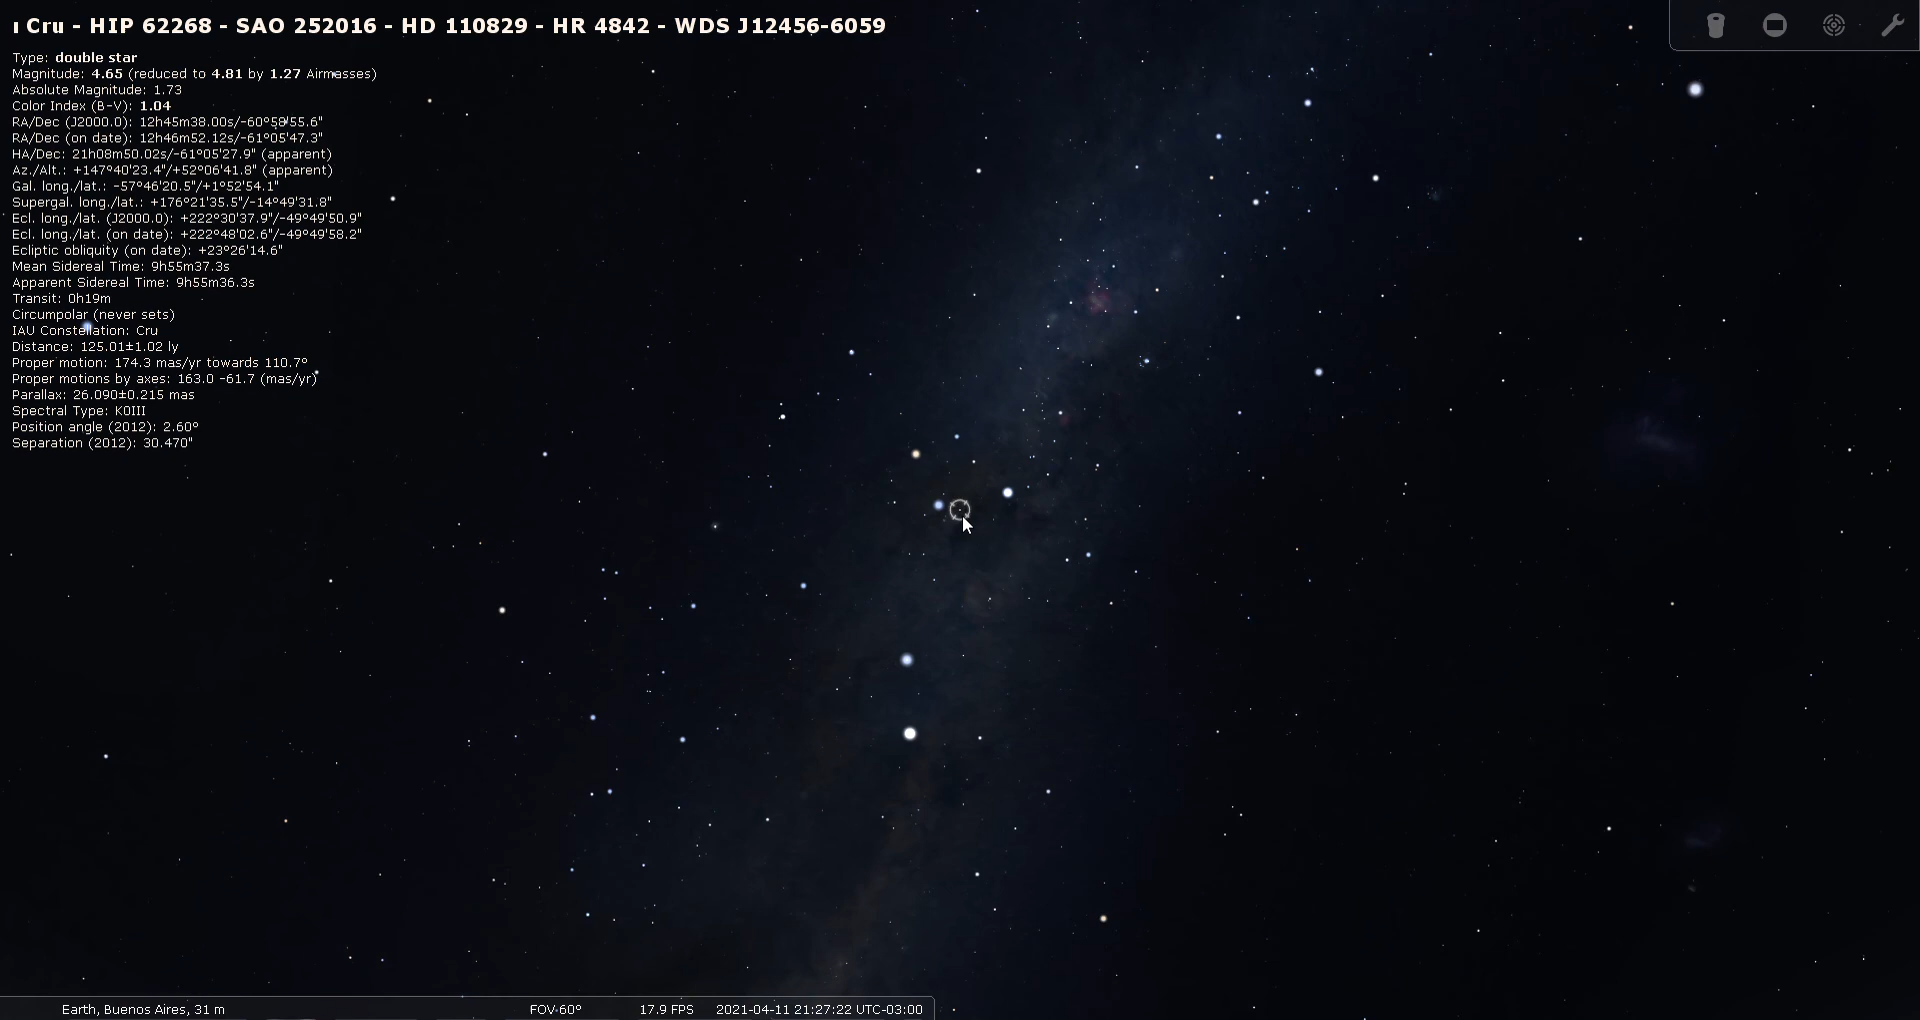 ι Cru - HIP 62268 - SAO 252016 - HD 110829 - HR 4842 - WDS J12456-6059
Type: double star
Magnitude: 4.65 (reduced to 4.81 by 1.27 Airmasses)
Absolute Magnitude: 1.73
Color Index (B-V): 1.04
RA/Dec (J2000.0): 12h45m38.00s/-60°58'55.6"
RA/Dec (on date): 12h46m52.12s/-61°05'47.3"
HA/Dec: 21h08m50.02s/-61°05'27.9" (apparent)
Az./Alt.: +147°40'23.4"/+52°06'41.8" (apparent)
Gal. long./lat.: -57°46'20.5"/+1°52'54.1"
Supergal. long./lat.: +176°21'35.5"/-14°49'31.8"
Ecl. long./lat. (J2000.0): +222°30'37.9"/-49°49'50.9"
Ecl. long./lat. (on date): +222°48'02.6"/-49°49'58.2"
Ecliptic obliquity (on date): +23°26'14.6"
Mean Sidereal Time: 9h55m37.3s
Apparent Sidereal Time: 9h55m36.3s
Transit: 0h19m
Circumpolar (never sets)
IAU Constellation: Cru
Distance: 125.01±1.02 ly
Proper motion: 174.3 mas/yr towards 110.7°
Proper motions by axes: 163.0 -61.7 (mas/yr)
Parallax: 26.090±0.215 mas
Spectral Type: K0III
Position angle (2012): 2.60°
Separation (2012): 30.470"
Earth, Buenos Aires, 31 m FOV 60° 17.9 FPS 2021-04-11 21:27:22 UTC-03:00